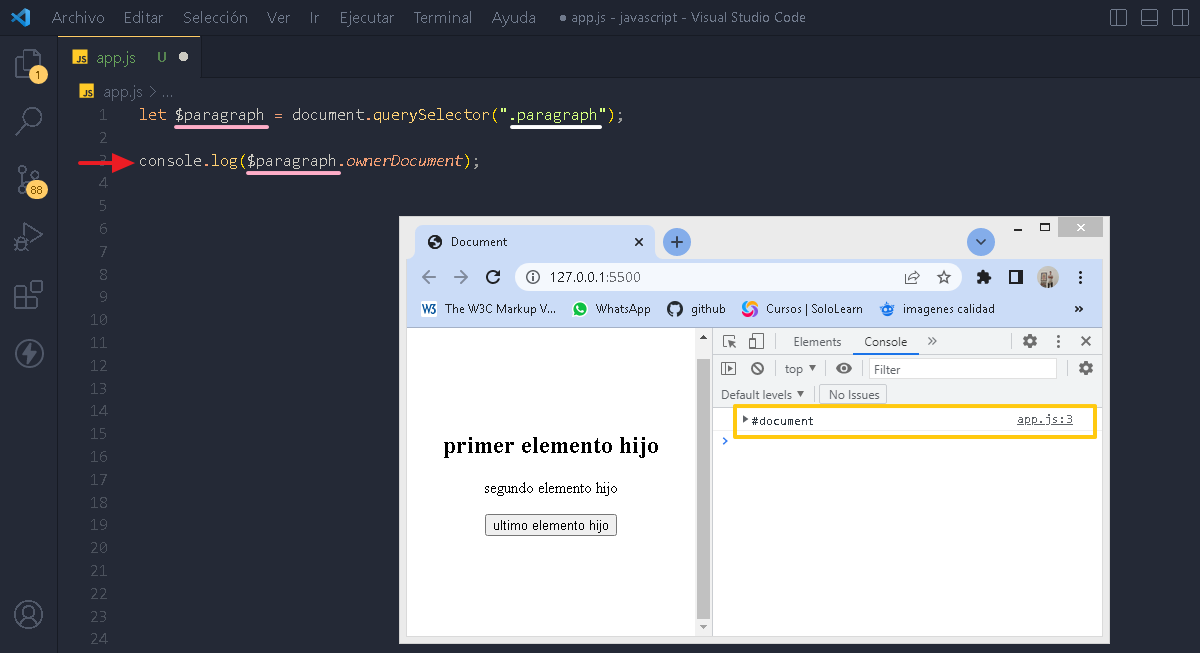 Archivo Editar Selección Ver Ir Ejecutar Terminal Ayuda ● app.js - javascript - Visual Studio Code
JS app.js U ●
1
JS app.js > ...
1 let $paragraph = document.querySelector(".paragraph");
2
3 console.log($paragraph.ownerDocument);
4
88
5
6
7
8
9
10
11
12
13
14
15
16
17
18
19
20
21
22
23
24
Document
127.0.0.1:5500
W3 The W3C Markup V... WhatsApp github Cursos | SoloLearn imagenes calidad »
Elements Console »
top ▼ Filter
Default levels ▼ No Issues
#document app.js:3
primer elemento hijo
segundo elemento hijo
ultimo elemento hijo